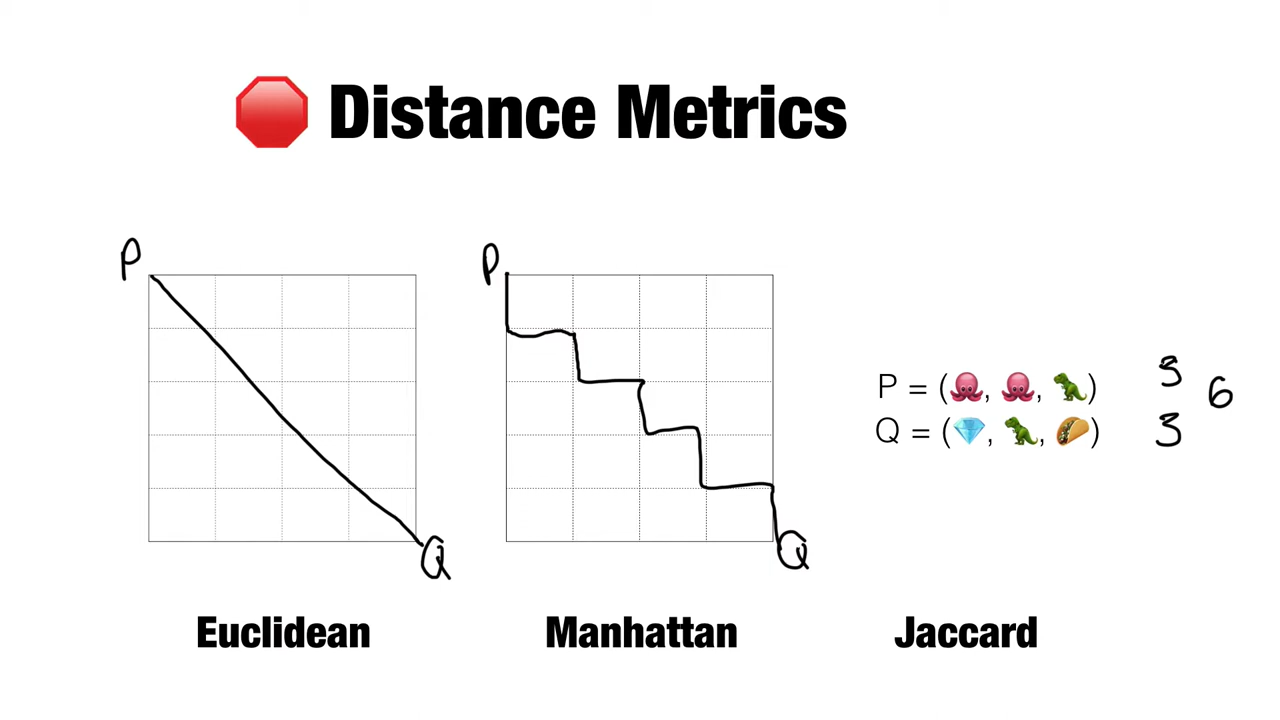 🛑 Distance Metrics
P
Q
Euclidean
P
Q
Manhattan
P = (🐙, 🐙, 🦖)
Q = (💎, 🦖, 🌮)
3
6
3
Jaccard